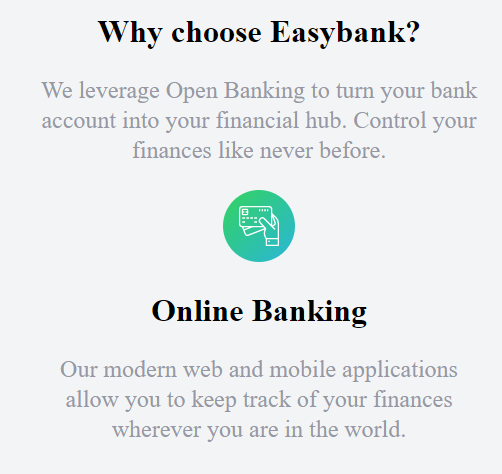 Why choose Easybank?
We leverage Open Banking to turn your bank
account into your financial hub. Control your
finances like never before.
Online Banking
Our modern web and mobile applications
allow you to keep track of your finances
wherever you are in the world.